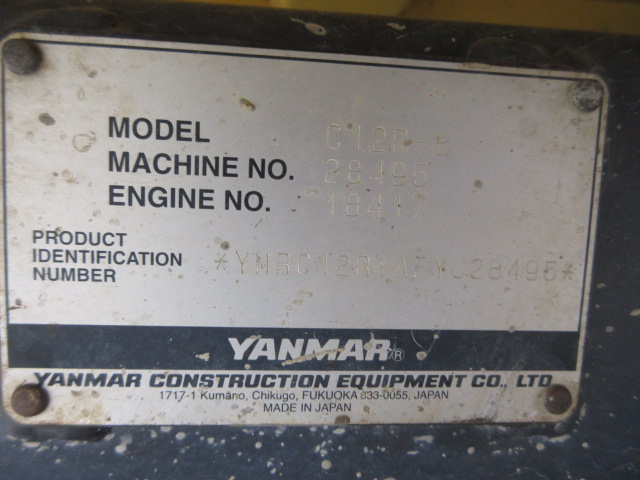 MODEL C12R-B
MACHINE NO. 28495
ENGINE NO. 18417
PRODUCT
IDENTIFICATION
NUMBER
YANMAR®
YANMAR CONSTRUCTION EQUIPMENT CO., LTD
1717-1 Kumano, Chikugo, FUKUOKA 833-0055, JAPAN
MADE IN JAPAN